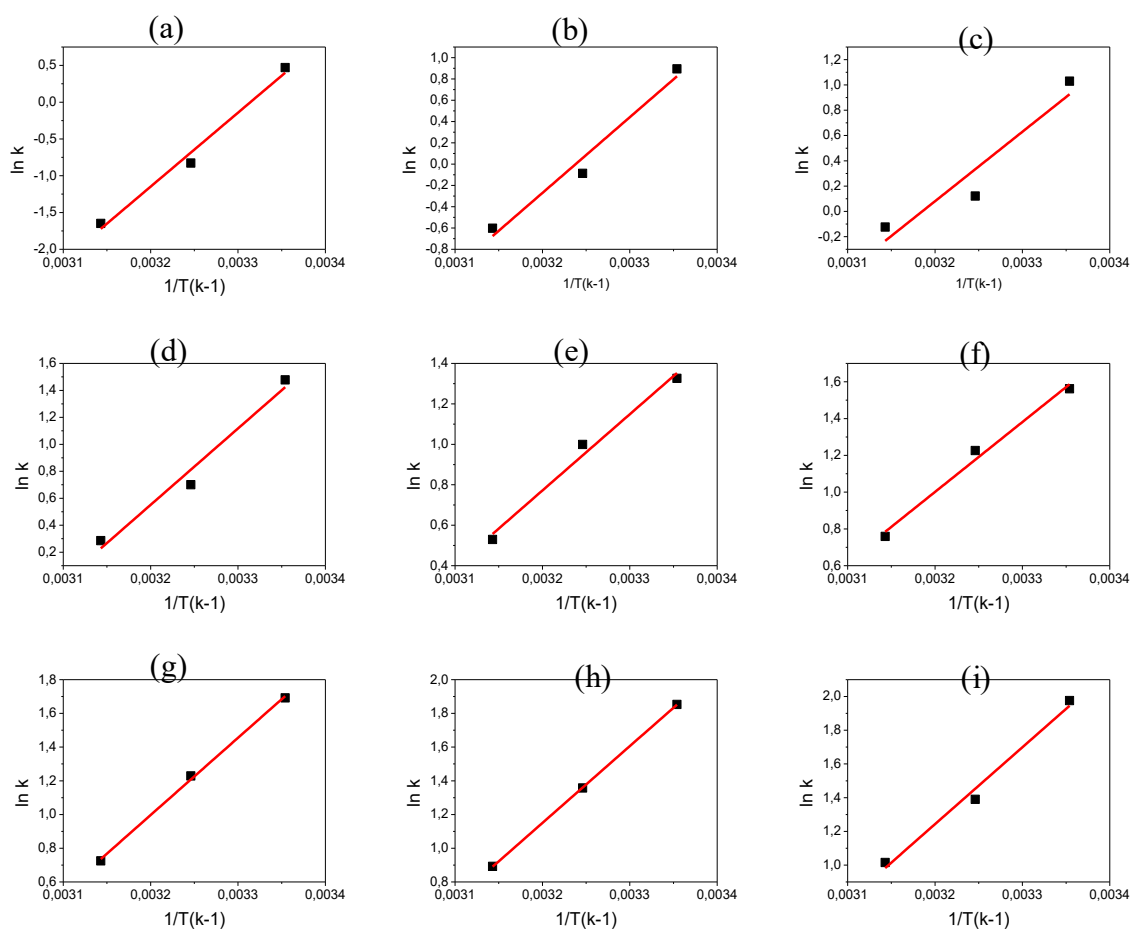 (a)
0,5
0,0
-0,5
-1,0
-1,5
-2,0
ln k
0,0031 0,0032 0,0033 0,0034
1/T(k-1)
(b)
1,0
0,8
0,6
0,4
0,2
0,0
-0,2
-0,4
-0,6
-0,8
ln k
0,0031 0,0032 0,0033 0,0034
1/T(k-1)
(c)
1,2
1,0
0,8
0,6
0,4
0,2
0,0
-0,2
ln k
0,0031 0,0032 0,0033 0,0034
1/T(k-1)
(d)
1,6
1,4
1,2
1,0
0,8
0,6
0,4
0,2
ln k
0,0031 0,0032 0,0033 0,0034
1/T(k-1)
(e)
1,4
1,2
1,0
0,8
0,6
0,4
ln k
0,0031 0,0032 0,0033 0,0034
1/T(k-1)
(f)
1,6
1,4
1,2
1,0
0,8
0,6
ln k
0,0031 0,0032 0,0033 0,0034
1/T(k-1)
(g)
1,8
1,6
1,4
1,2
1,0
0,8
0,6
ln k
0,0031 0,0032 0,0033 0,0034
1/T(k-1)
(h)
2,0
1,8
1,6
1,4
1,2
1,0
0,8
ln k
0,0031 0,0032 0,0033 0,0034
1/T(k-1)
(i)
2,0
1,8
1,6
1,4
1,2
1,0
ln k
0,0031 0,0032 0,0033 0,0034
1/T(k-1)